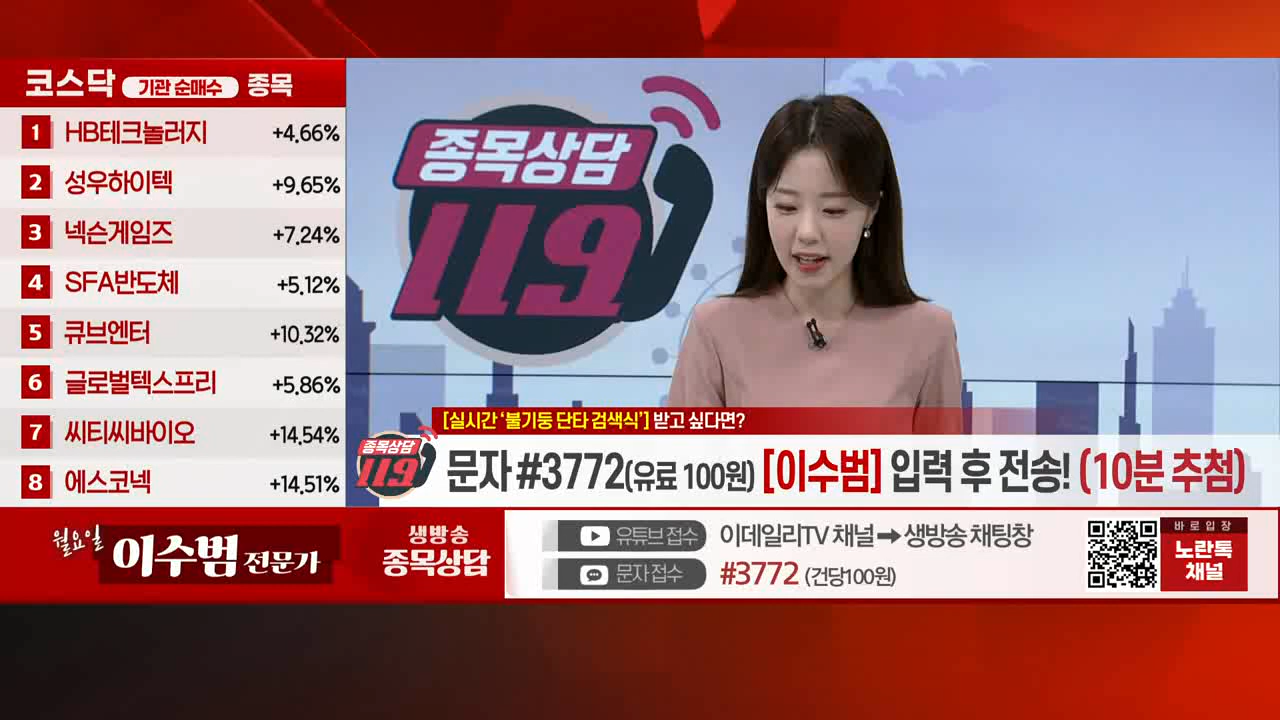 코스닥 기관 순매수 종목
1 HB테크놀러지 +4.66%
2 성우하이텍 +9.65%
3 넥슨게임즈 +7.24%
4 SFA반도체 +5.12%
5 큐브엔터 +10.32%
6 글로벌텍스프리 +5.86%
7 씨티씨바이오 +14.54%
8 에스코넥 +14.51%
종목상담
119
[실시간 ‘불기둥 단타 검색식’] 받고 싶다면?
종목상담
119
문자 #3772(유료 100원) [이수범] 입력 후 전송! (10분 추첨)
월요일 이수범 전문가
생방송
종목상담
유튜브 접수 이데일리TV 채널 ➡ 생방송 채팅창
문자 접수 #3772 (건당100원)
바로입장
노란톡
채널